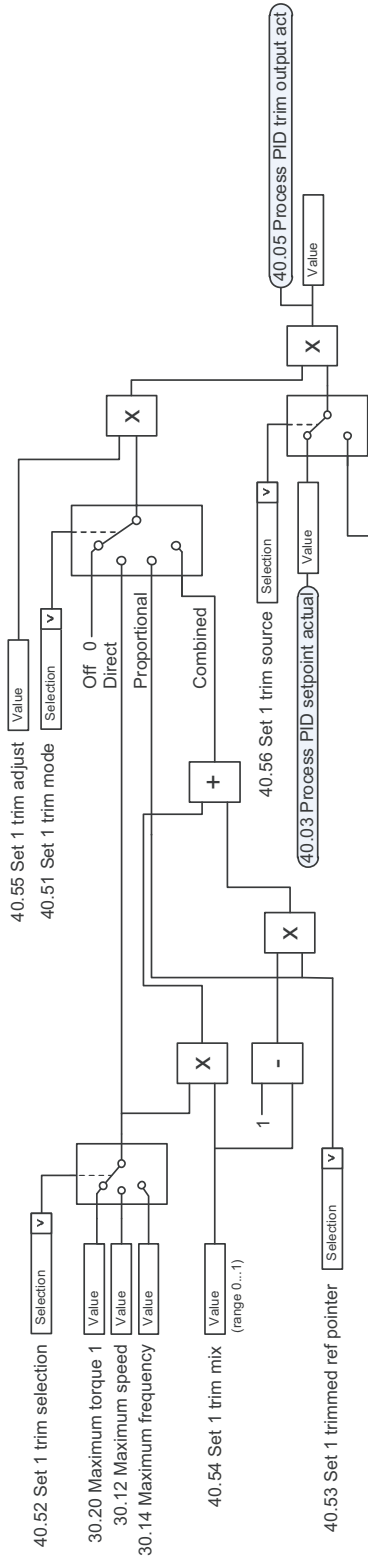 40.52 Set 1 trim selection
Selection
v
30.20 Maximum torque 1
Value
30.12 Maximum speed
Value
30.14 Maximum frequency
Value
40.54 Set 1 trim mix
Value
(range 0...1)
40.53 Set 1 trimmed ref pointer
Selection
v
X
1
-
X
+
40.55 Set 1 trim adjust
Value
40.51 Set 1 trim mode
Selection
v
Off 0
Direct
Proportional
Combined
X
40.56 Set 1 trim source
Selection
v
40.03 Process PID setpoint actual
Value
X
40.05 Process PID trim output act
Value